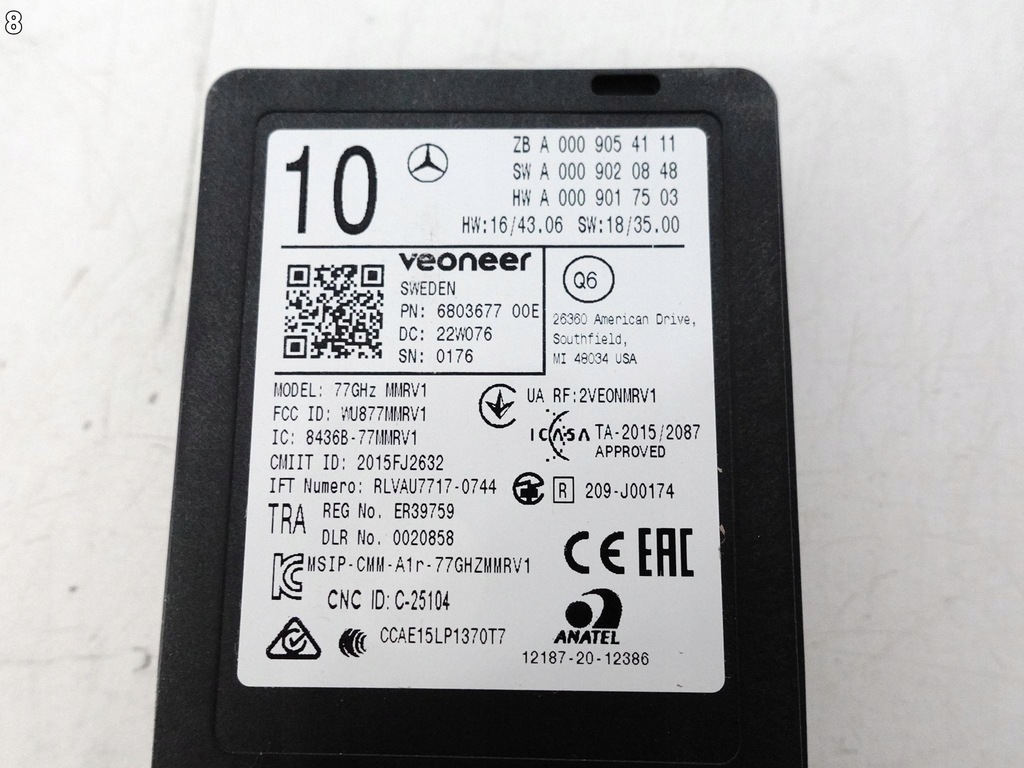 8
10
ZB A 000 905 41 11
SW A 000 902 08 48
HW A 000 901 75 03
HW:16/43.06 SW:18/35.00
veoneer
SWEDEN
PN: 6803677 00E
DC: 22W076
SN: 0176
Q6
26360 American Drive,
Southfield,
MI 48034 USA
MODEL: 77GHz MMRV1
FCC ID: WU877MMRV1
IC: 8436B-77MMRV1
CMIIT ID: 2015FJ2632
IFT Numero: RLVAU7717-0744
UA RF:2VEONMRV1
ICASA TA-2015/2087
APPROVED
R 209-J00174
TRA REG No. ER39759
DLR No. 0020858
KC MSIP-CMM-A1r-77GHZMMRV1
CE EAC
CNC ID: C-25104
ANATEL
CCAE15LP1370T7
12187-20-12386